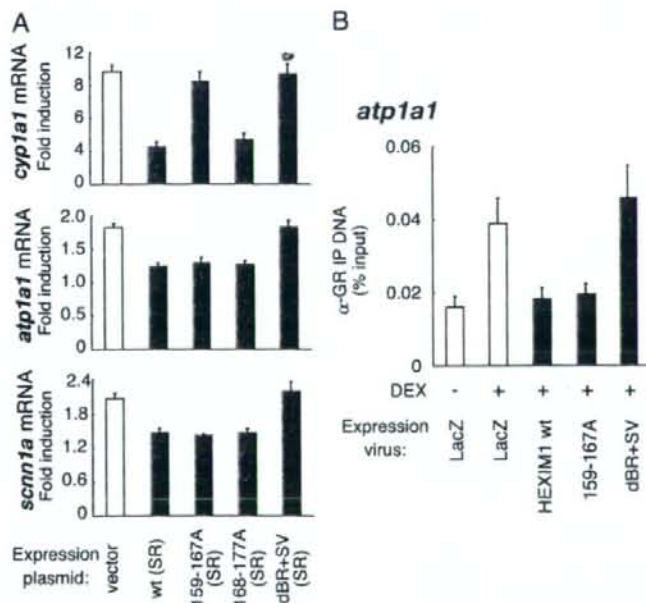 A
cyp1a1 mRNA
Fold induction
12
8
4
0
atp1a1 mRNA
Fold induction
2.0
1.5
1.0
0.5
0
scnn1a mRNA
Fold induction
2.4
1.8
1.2
0.6
0
Expression
plasmid:
vector
wt (SR)
159-167A
(SR)
168-177A
(SR)
dBR+SV
(SR)
B
atp1a1
α-GR IP DNA
(% input)
0.06
0.04
0.02
0
DEX - + + + +
Expression
virus:
LacZ
LacZ
HEXIM1 wt
159-167A
dBR+SV